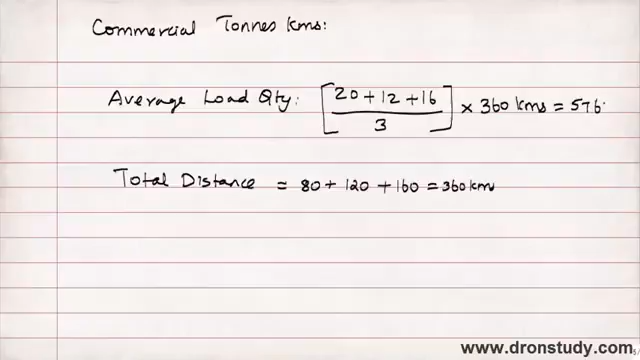 Commercial Tonnes Kms:
Average Load Qty: [20+12+16/3] × 360 kms = 576
Total Distance = 80 + 120 + 160 = 360 km
www.dronstudy.com